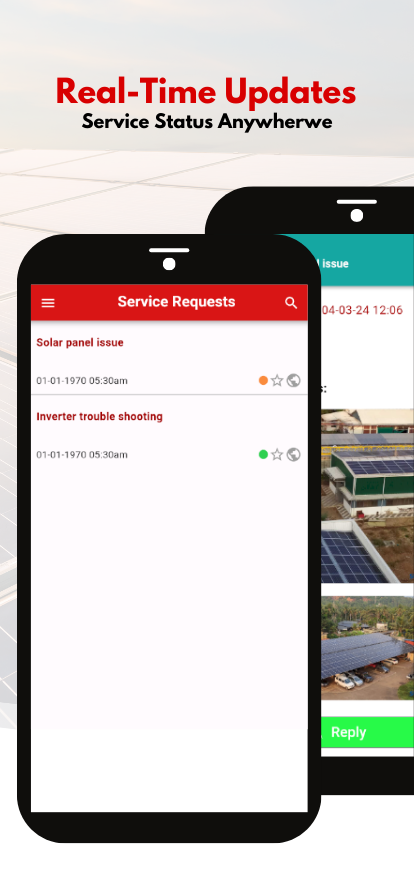 Real-Time Updates
Service Status Anywherwe
Service Requests
Solar panel issue
01-01-1970 05:30am
Inverter trouble shooting
01-01-1970 05:30am
issue
04-03-24 12:06
s:
Reply